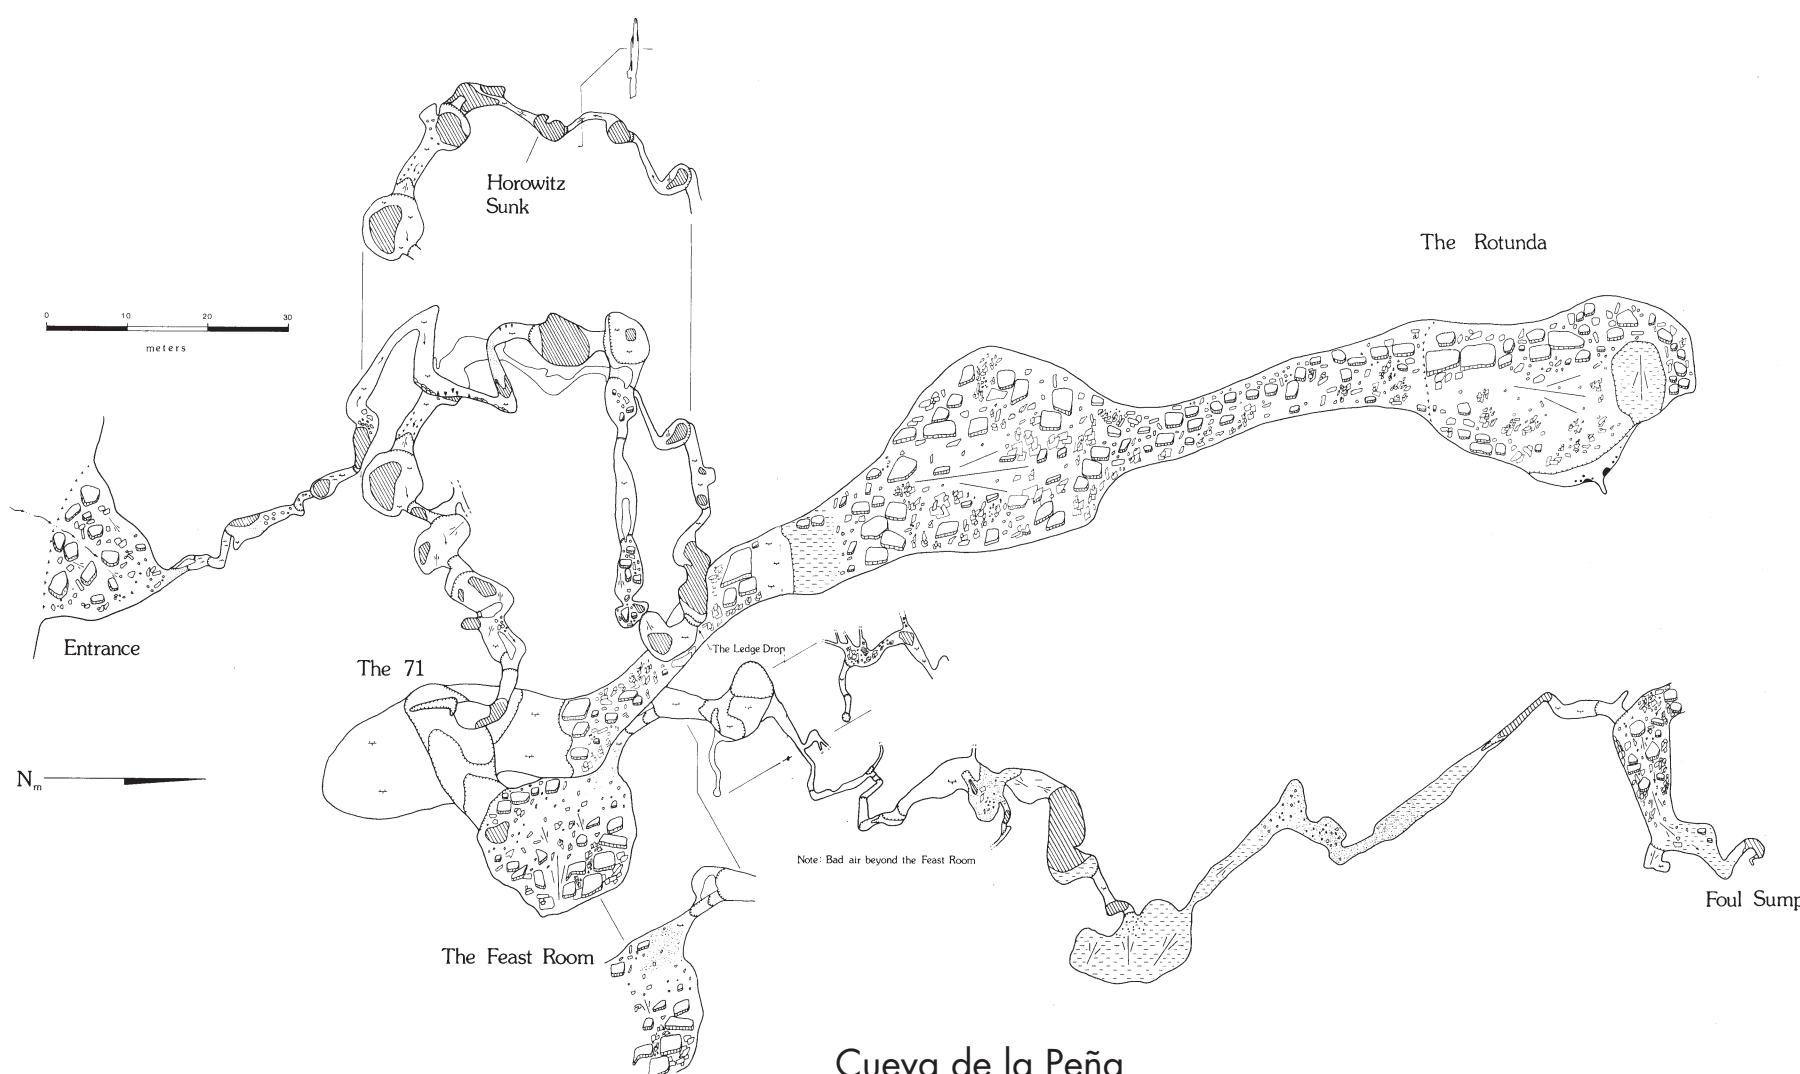 Horowitz
Sunk
The Rotunda
0 10 20 30
meters
Entrance
The Ledge Drop
The 71
Nm
Note: Bad air beyond the Feast Room
Foul Sump
The Feast Room
Cueva de la Peña